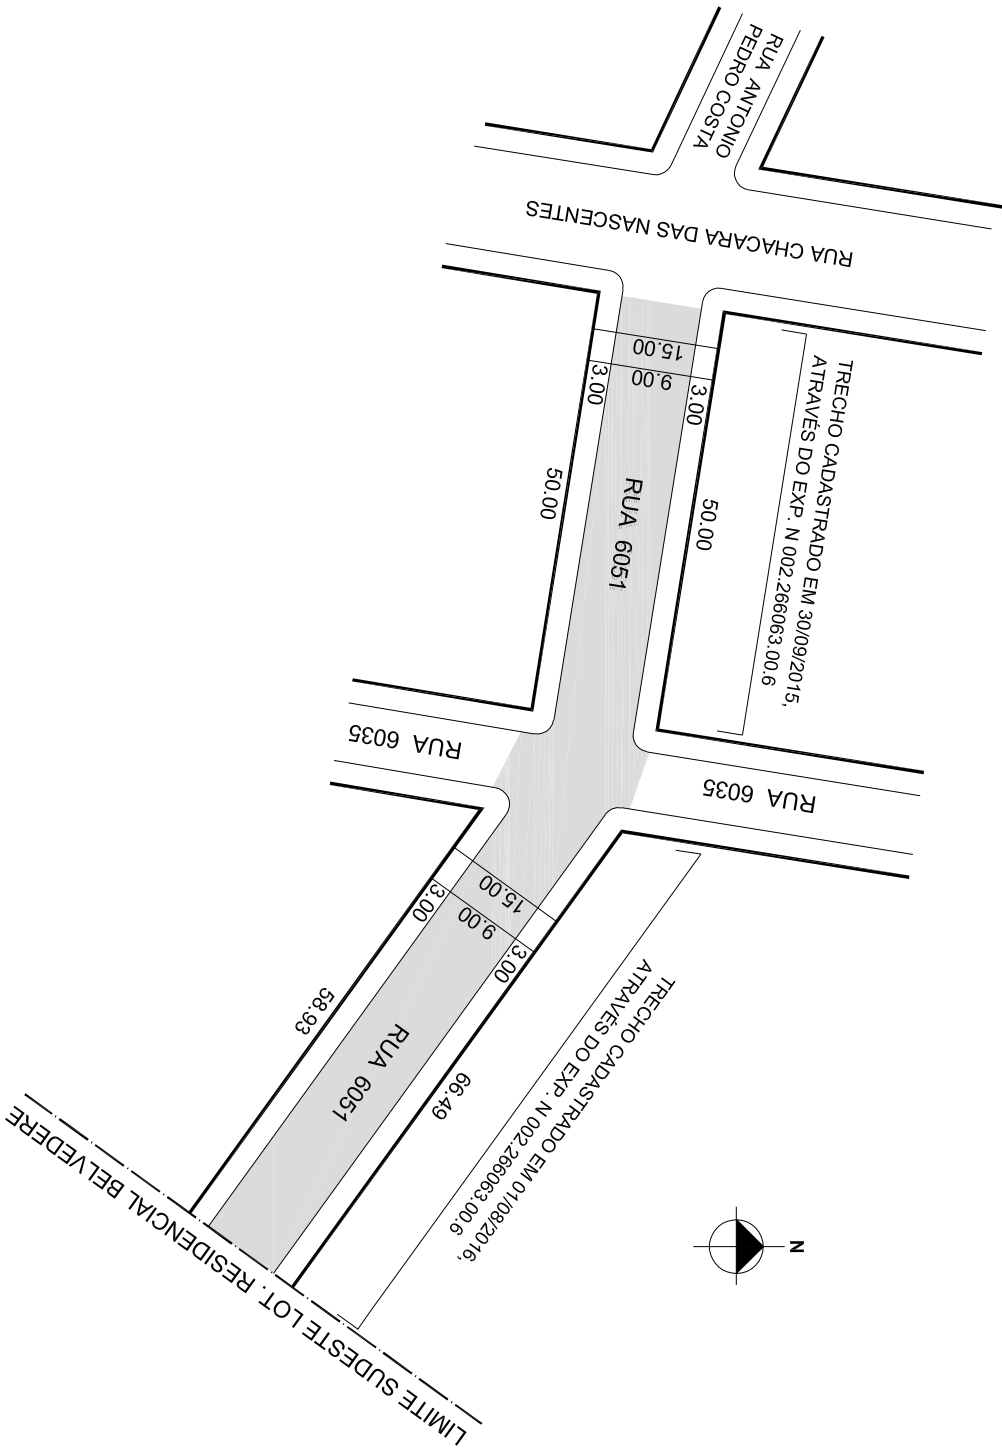 RUA ANTONIO
PEDRO COSTA
RUA CHACARA DAS NASCENTES
15.00
9.00
3.00
3.00
50.00
50.00
RUA 6051
TRECHO CADASTRADO EM 30/09/2015,
ATRAVÉS DO EXP. N 002.266063.00.6
RUA 6035
RUA 6035
15.00
9.00
3.00
3.00
58.93
66.49
RUA 6051
TRECHO CADASTRADO EM 01/08/2016,
ATRAVÉS DO EXP. N 002.266063.00.6
LIMITE SUDESTE LOT. RESIDENCIAL BELVEDERE
N